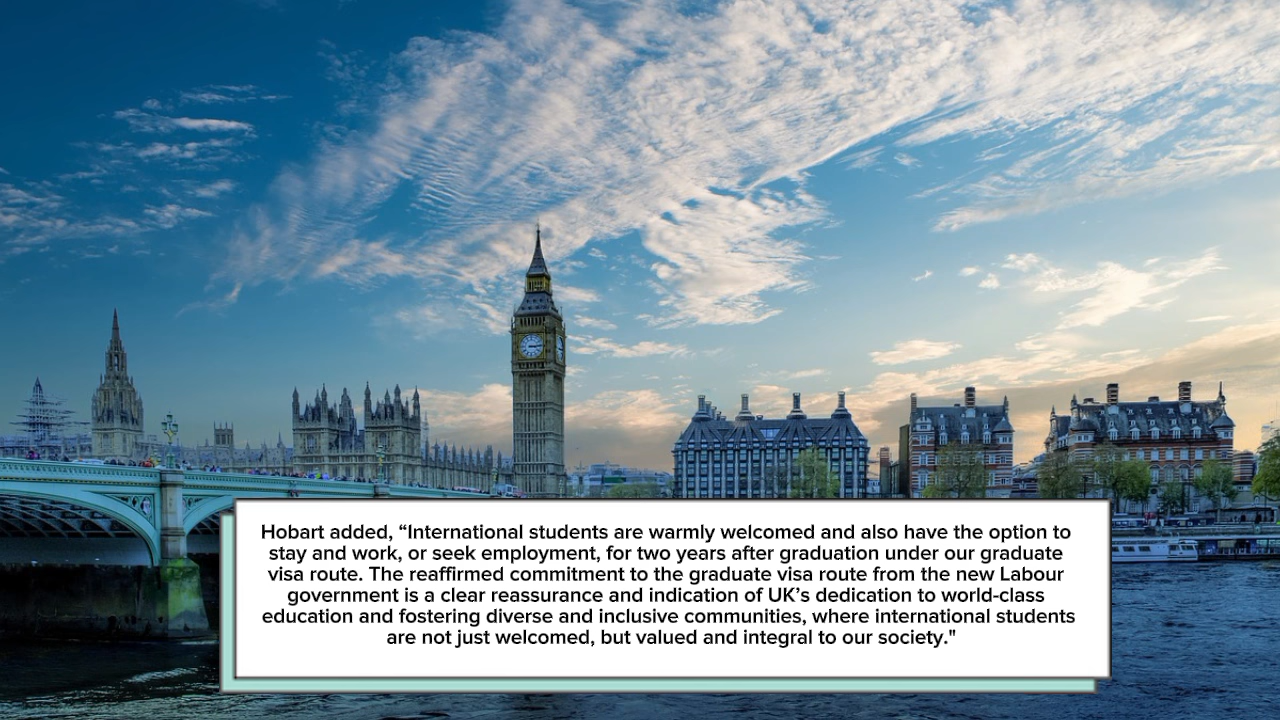 Hobart added, “International students are warmly welcomed and also have the option to
stay and work, or seek employment, for two years after graduation under our graduate
visa route. The reaffirmed commitment to the graduate visa route from the new Labour
government is a clear reassurance and indication of UK’s dedication to world-class
education and fostering diverse and inclusive communities, where international students
are not just welcomed, but valued and integral to our society."